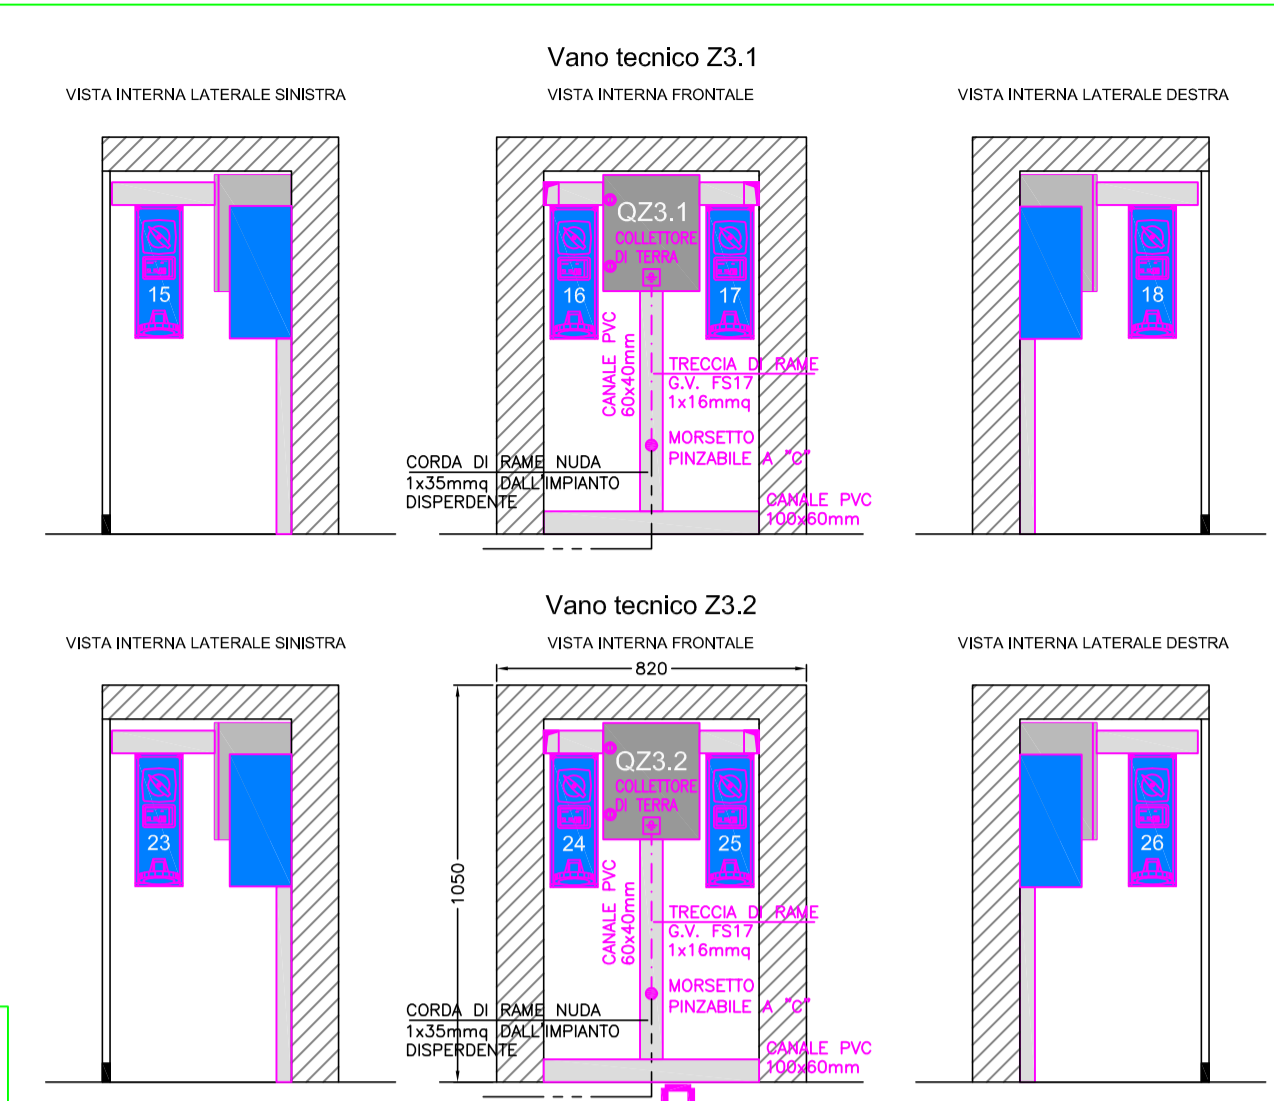 Vano tecnico Z3.1
VISTA INTERNA LATERALE SINISTRA
VISTA INTERNA FRONTALE
VISTA INTERNA LATERALE DESTRA
15
QZ3.1
COLLETTORE
DI TERRA
16
17
18
CANALE PVC
60x40mm
TRECCIA DI RAME
G.V. FS17
1x16mmq
MORSETTO
PINZABILE A "C"
CORDA DI RAME NUDA
1x35mmq DALL'IMPIANTO
DISPERDENTE
CANALE PVC
100x60mm
Vano tecnico Z3.2
VISTA INTERNA LATERALE SINISTRA
VISTA INTERNA FRONTALE
VISTA INTERNA LATERALE DESTRA
820
1050
23
QZ3.2
COLLETTORE
DI TERRA
24
25
26
CANALE PVC
60x40mm
TRECCIA DI RAME
G.V. FS17
1x16mmq
MORSETTO
PINZABILE A "C"
CORDA DI RAME NUDA
1x35mmq DALL'IMPIANTO
DISPERDENTE
CANALE PVC
100x60mm